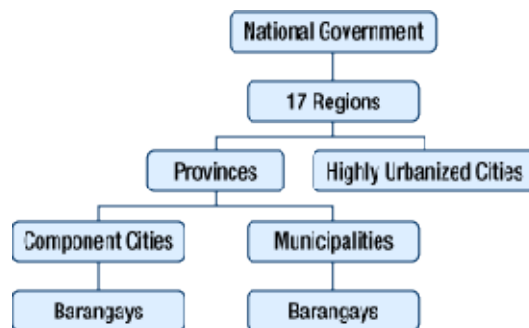 National Government
17 Regions
Provinces
Highly Urbanized Cities
Component Cities
Municipalities
Barangays
Barangays